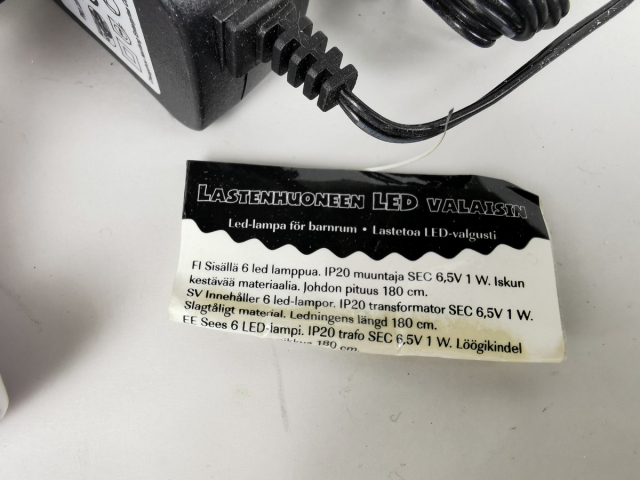 LASTENHUONEEN LED VALAISIN
Led-lampa för barnrum • Lastetoa LED-valgusti
FI Sisällä 6 led lamppua. IP20 muuntaja SEC 6,5V 1 W. Iskun
kestävää materiaalia. Johdon pituus 180 cm.
SV Innehåller 6 led-lampor. IP20 transformator SEC 6,5V 1 W.
Slagtåligt material. Ledningens längd 180 cm.
EE Sees 6 LED-lampi. IP20 trafo SEC 6,5V 1 W. Löögikindel
180 cm.